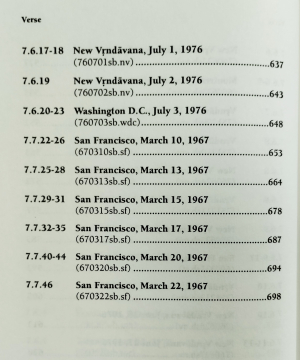 Verse
7.6.17-18 New Vṛndāvana, July 1, 1976
(760701sb.nv) ....................................637
7.6.19 New Vṛndāvana, July 2, 1976
(760702sb.nv) ....................................643
7.6.20-23 Washington D.C., July 3, 1976
(760703sb.wdc)...................................648
7.7.22-26 San Francisco, March 10, 1967
(670310sb.sf) .....................................653
7.7.25-28 San Francisco, March 13, 1967
(670313sb.sf) .....................................664
7.7.29-31 San Francisco, March 15, 1967
(670315sb.sf) .....................................678
7.7.32-35 San Francisco, March 17, 1967
(670317sb.sf) .....................................687
7.7.40-44 San Francisco, March 20, 1967
(670320sb.sf) .....................................694
7.7.46 San Francisco, March 22, 1967
(670322sb.sf) .....................................698